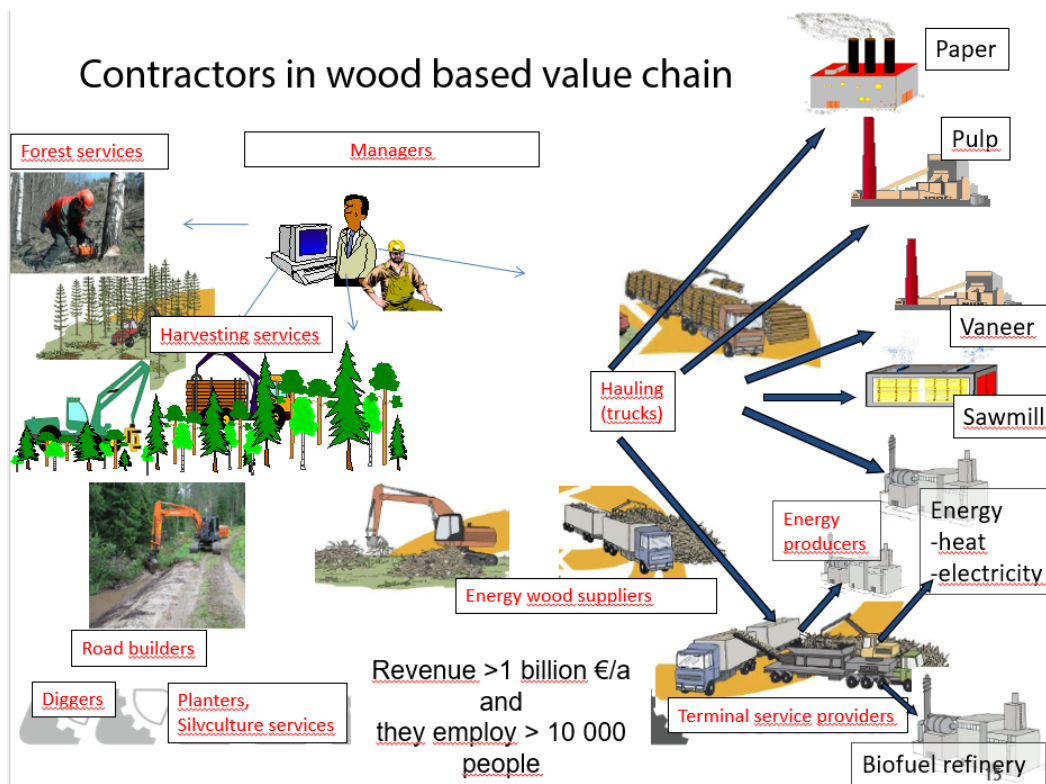 Contractors in wood based value chain
Paper
Pulp
Forest services
Managers
Harvesting services
Vaneer
Hauling
(trucks)
Sawmill
Energy
producers
Energy
-heat
-electricity
Energy wood suppliers
Road builders
Diggers
Planters,
Silvculture services
Revenue >1 billion €/a
and
they employ > 10 000
people
Terminal service providers
Biofuel refinery
15